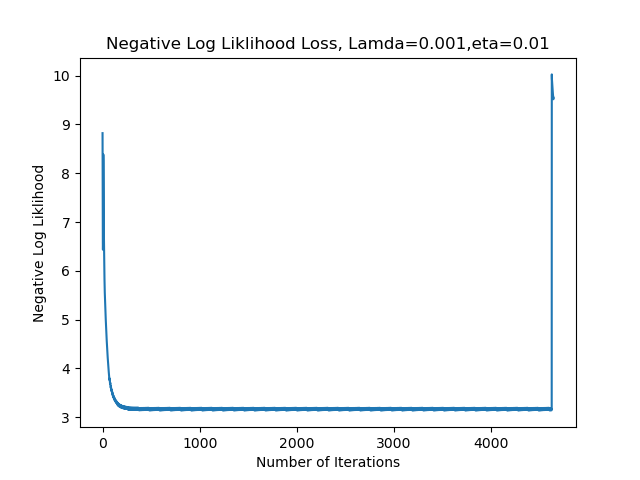 Negative Log Liklihood Loss, Lamda=0.001,eta=0.01
10
9
8
7
6
5
4
3
Negative Log Liklihood
0 1000 2000 3000 4000
Number of Iterations